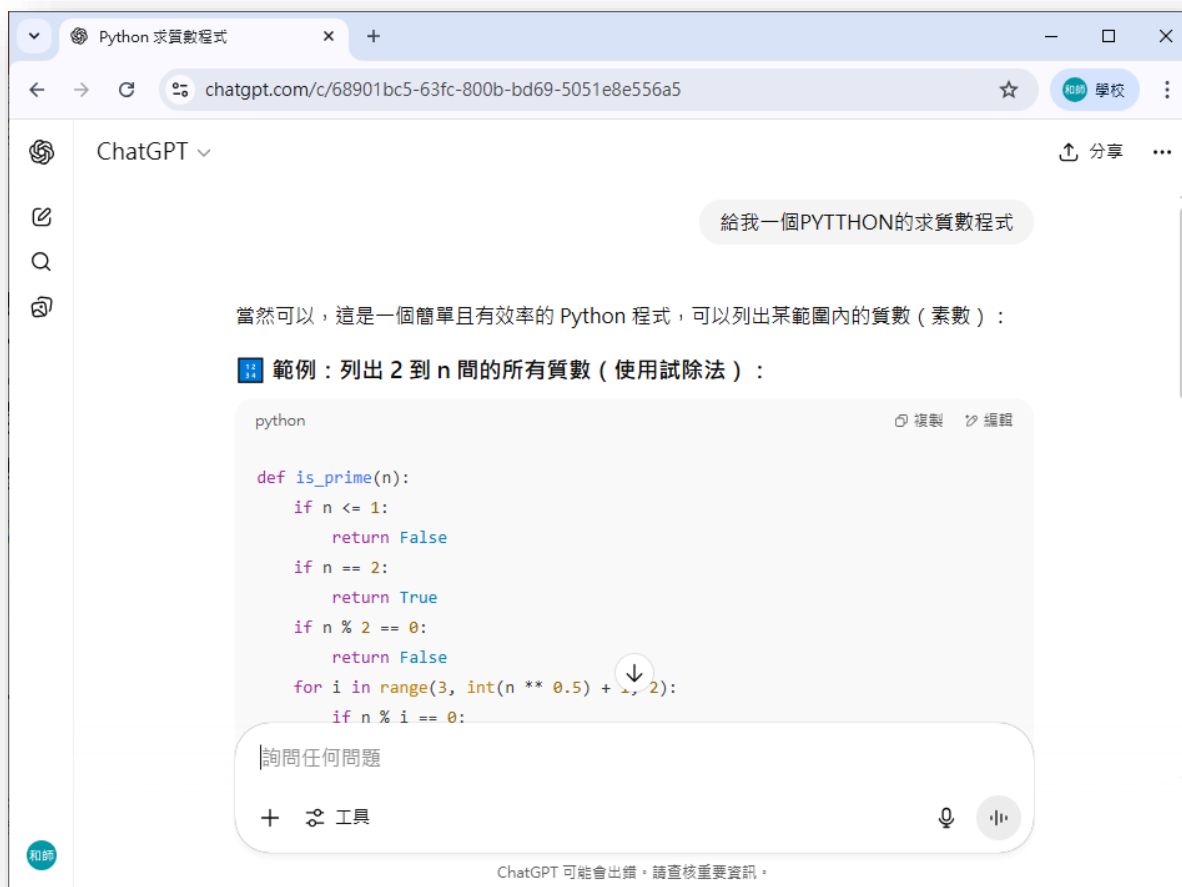 Python 求質數程式
chatgpt.com/c/68901bc5-63fc-800b-bd69-5051e8e556a5
和師 學校
ChatGPT
分享
給我一個PYTTHON的求質數程式
當然可以，這是一個簡單且有效率的 Python 程式，可以列出某範圍內的質數（素數）：
1 2 3 4 範例：列出 2 到 n 間的所有質數（使用試除法）：
python 複製 編輯
def is_prime(n):
    if n <= 1:
        return False
    if n == 2:
        return True
    if n % 2 == 0:
        return False
    for i in range(3, int(n ** 0.5) + 2):
        if n % i == 0:
詢問任何問題
工具
和師
ChatGPT 可能會出錯。請查核重要資訊。